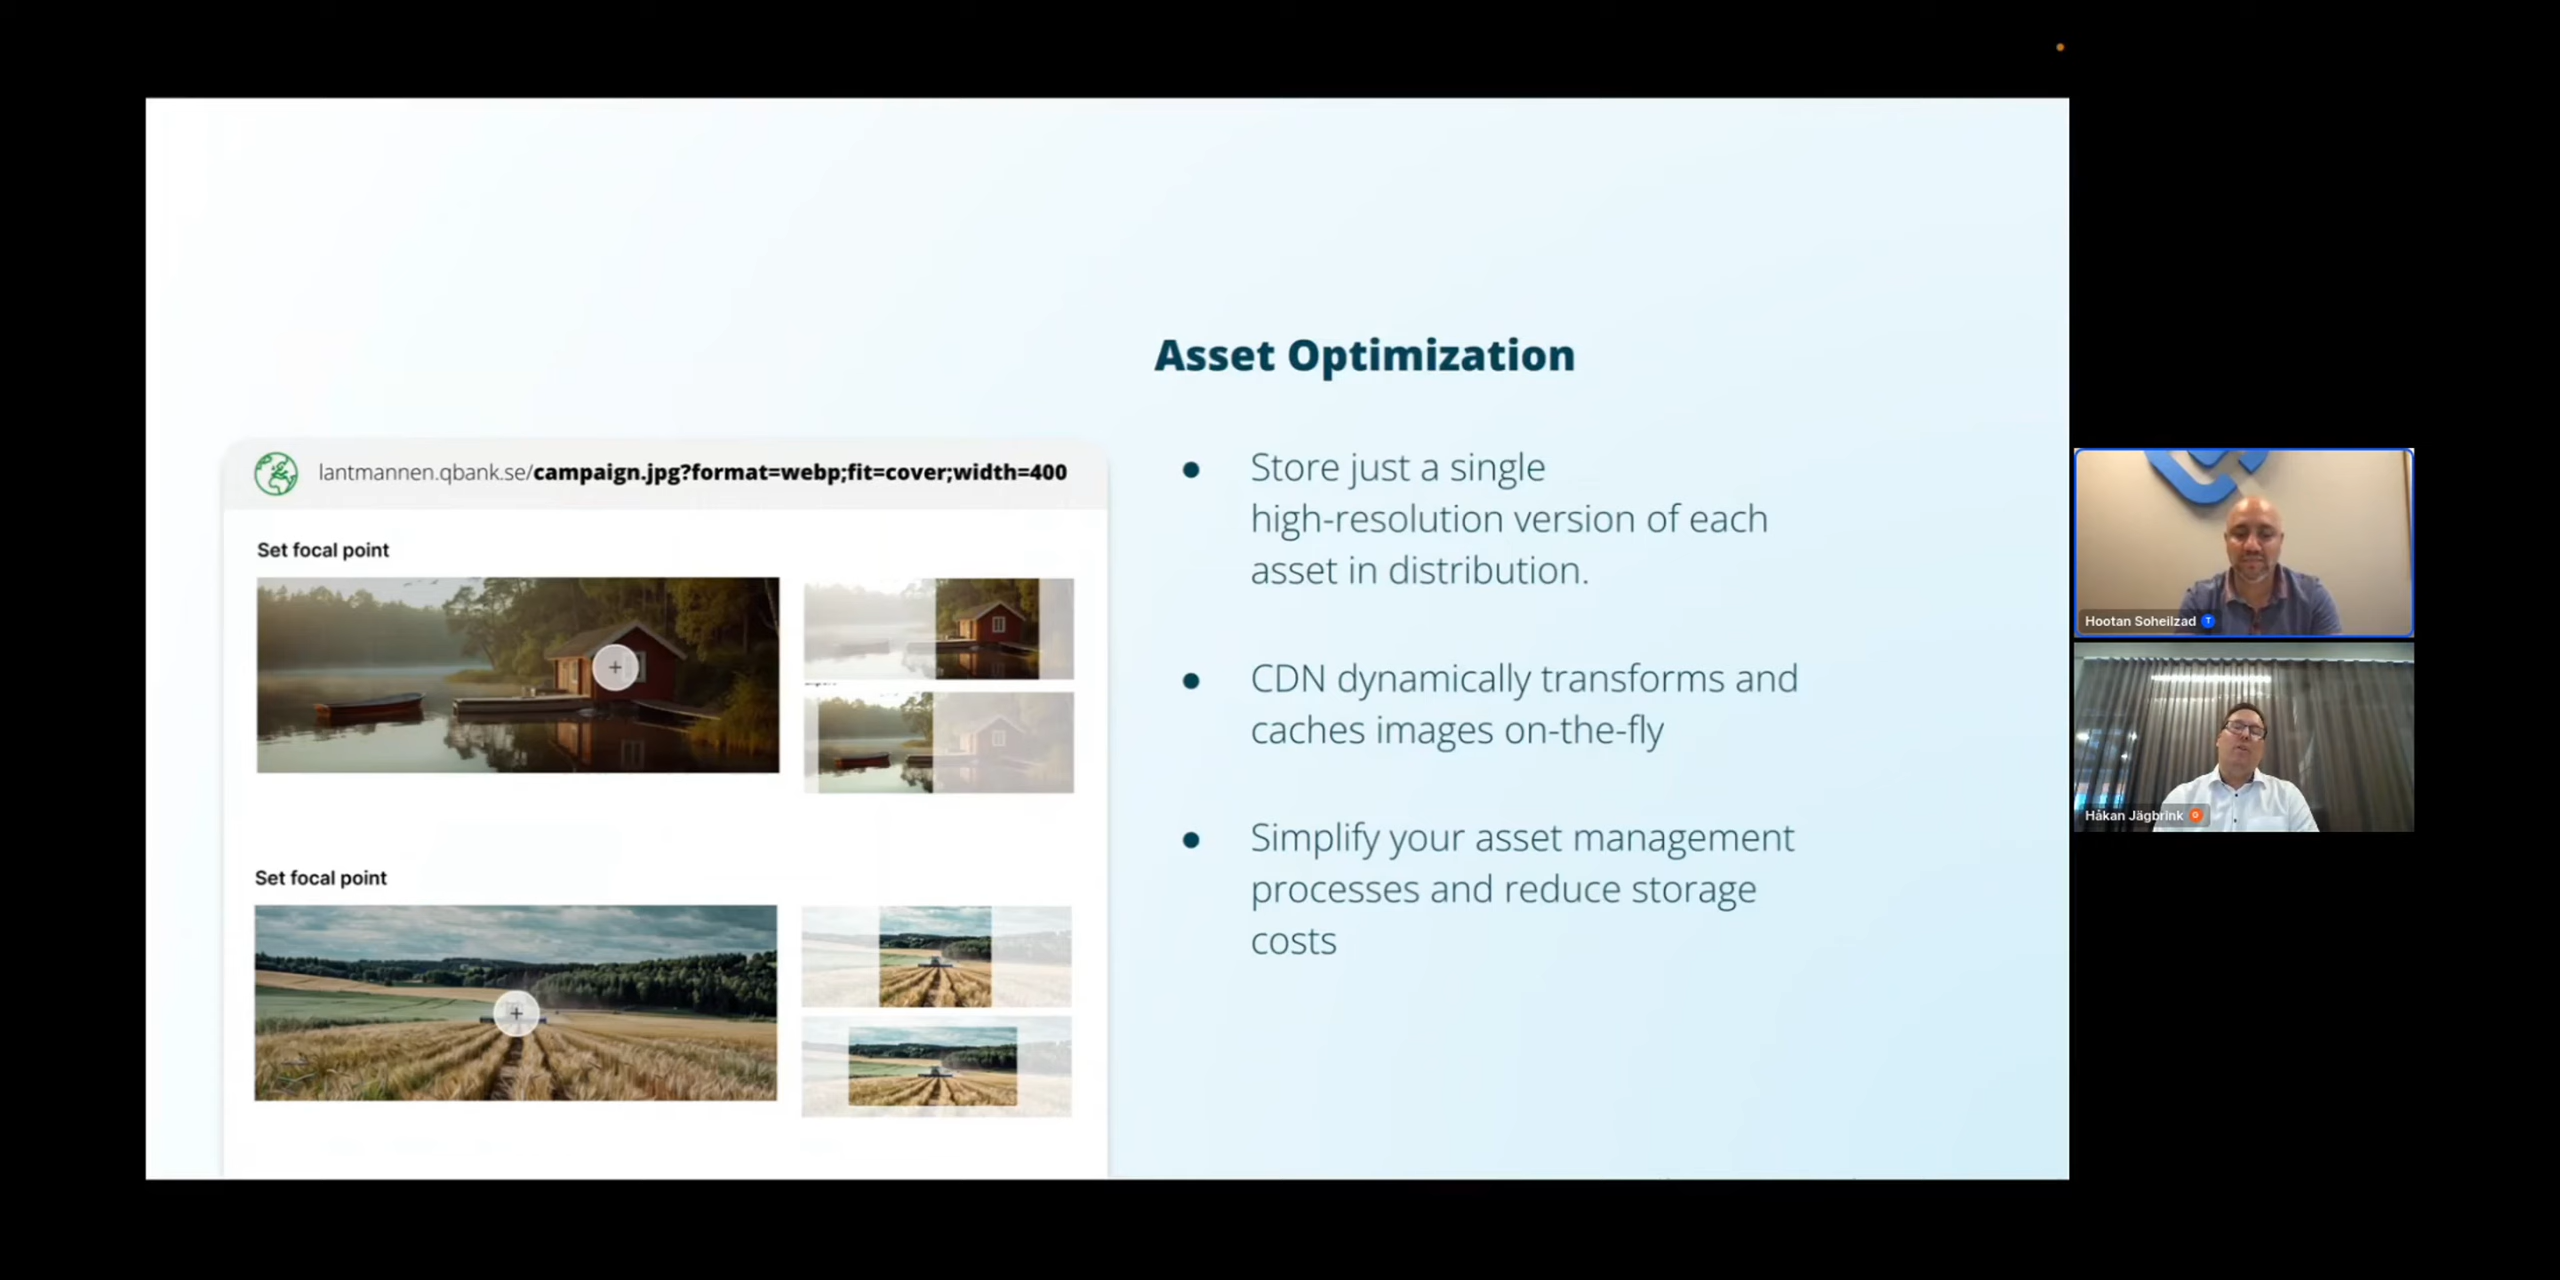 lantmannen.qbank.se/campaign.jpg?format=webp;fit=cover;width=400
Set focal point
Set focal point
Asset Optimization
● Store just a single
high-resolution version of each
asset in distribution.
● CDN dynamically transforms and
caches images on-the-fly
● Simplify your asset management
processes and reduce storage
costs
Hootan Soheilzad T
Håkan Jägbrink